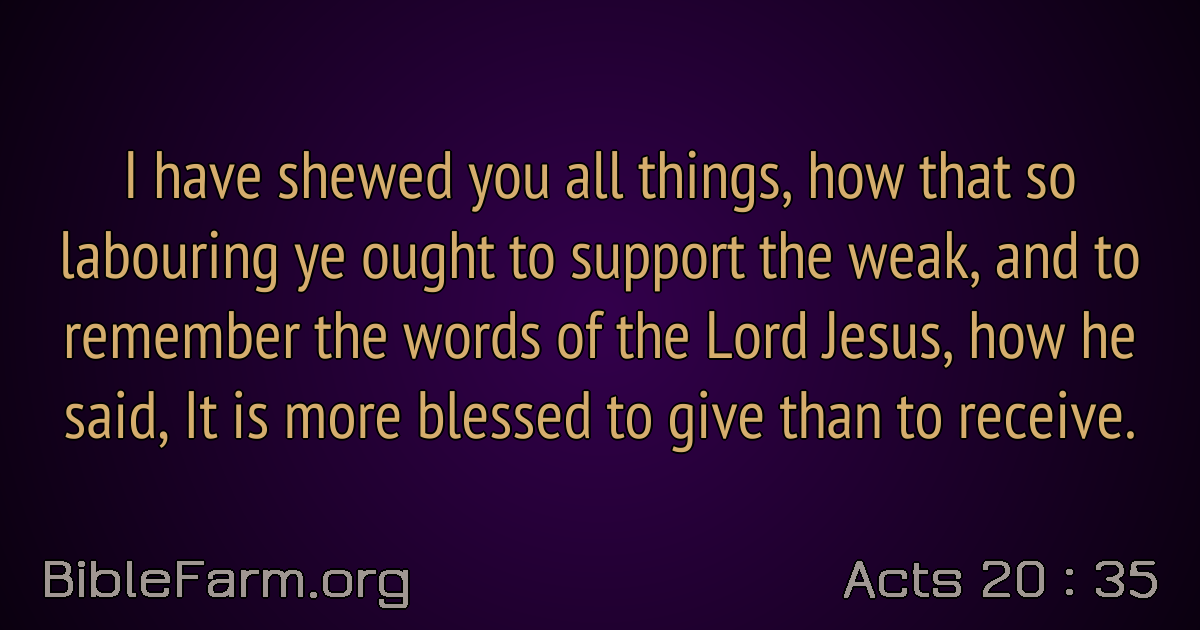 I have shewed you all things, how that so
labouring ye ought to support the weak, and to
remember the words of the Lord Jesus, how he
said, It is more blessed to give than to receive.
BibleFarm.org
Acts 20 : 35